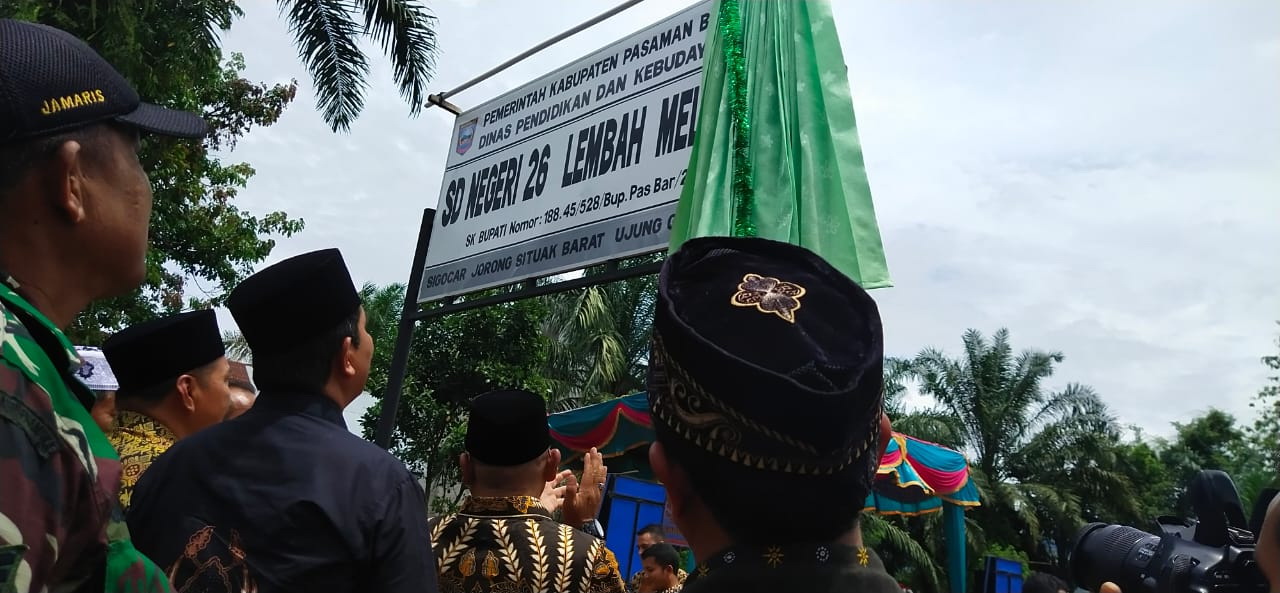 JAMARIS
PEMERINTAH KABUPATEN PASAMAN B
DINAS PENDIDIKAN DAN KEBUDAY
SD NEGERI 26 LEMBAH MEL
SK BUPATI Nomor: 188.45/528/Bup. Pas Bar/2
SIGOCAR JORONG SITUAK BARAT UJUNG G